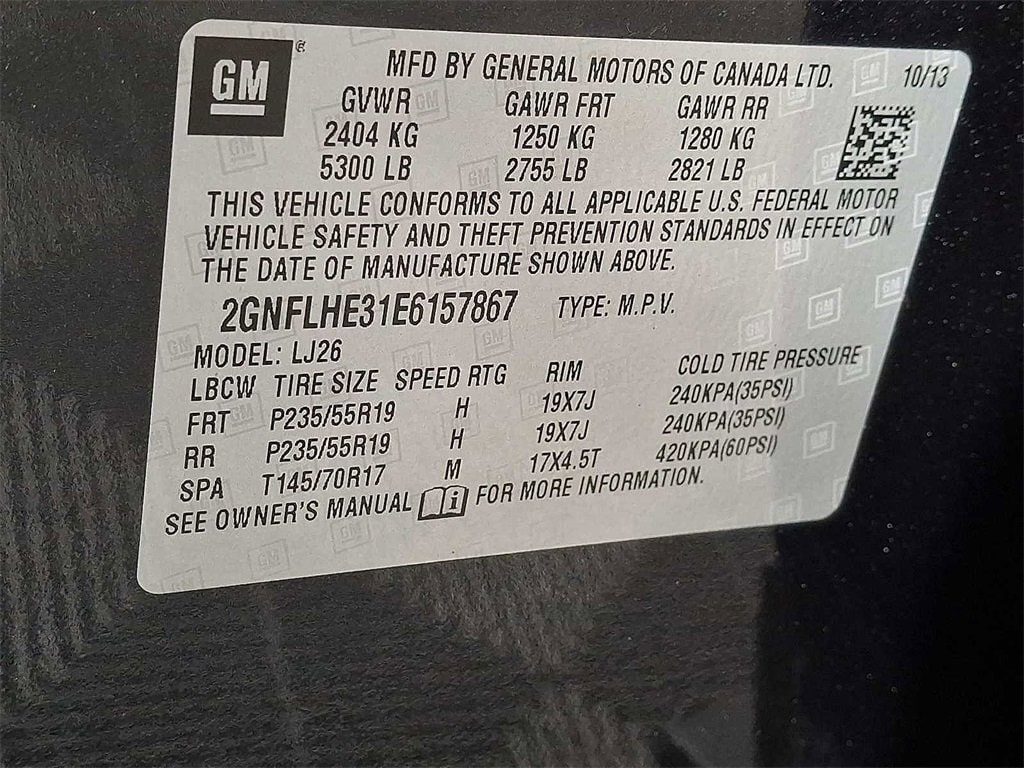 GM ®
MFD BY GENERAL MOTORS OF CANADA LTD. 10/13
GVWR GAWR FRT GAWR RR
2404 KG 1250 KG 1280 KG
5300 LB 2755 LB 2821 LB
THIS VEHICLE CONFORMS TO ALL APPLICABLE U.S. FEDERAL MOTOR
VEHICLE SAFETY AND THEFT PREVENTION STANDARDS IN EFFECT ON
THE DATE OF MANUFACTURE SHOWN ABOVE.
2GNFLHE31E6157867 TYPE: M.P.V.
MODEL: LJ26
LBCW TIRE SIZE SPEED RTG RIM COLD TIRE PRESSURE
FRT P235/55R19 H 19X7J 240KPA(35PSI)
RR P235/55R19 H 19X7J 240KPA(35PSI)
SPA T145/70R17 M 17X4.5T 420KPA(60PSI)
SEE OWNER'S MANUAL i FOR MORE INFORMATION.